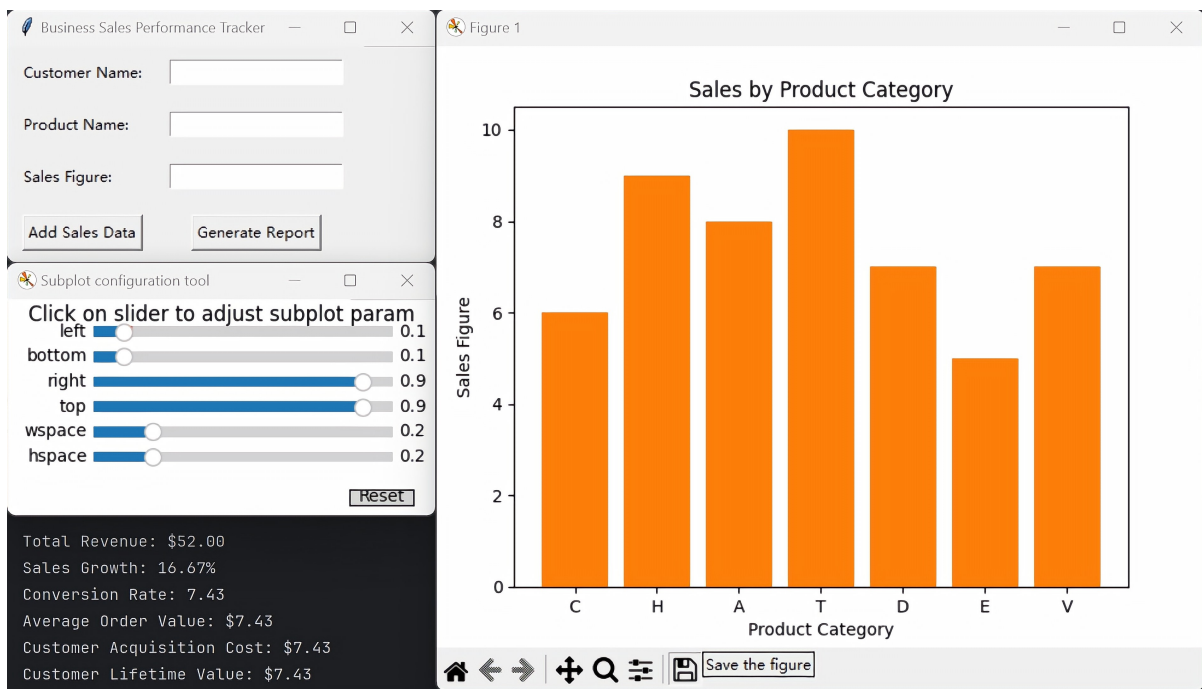 Business Sales Performance Tracker
Customer Name:
Product Name:
Sales Figure:
Add Sales Data
Generate Report
Subplot configuration tool
Click on slider to adjust subplot param
left 0.1
bottom 0.1
right 0.9
top 0.9
wspace 0.2
hspace 0.2
Reset
Total Revenue: $52.00
Sales Growth: 16.67%
Conversion Rate: 7.43
Average Order Value: $7.43
Customer Acquisition Cost: $7.43
Customer Lifetime Value: $7.43
Figure 1
Sales by Product Category
Sales Figure
10
8
6
4
2
0
C H A T D E V
Product Category
Save the figure